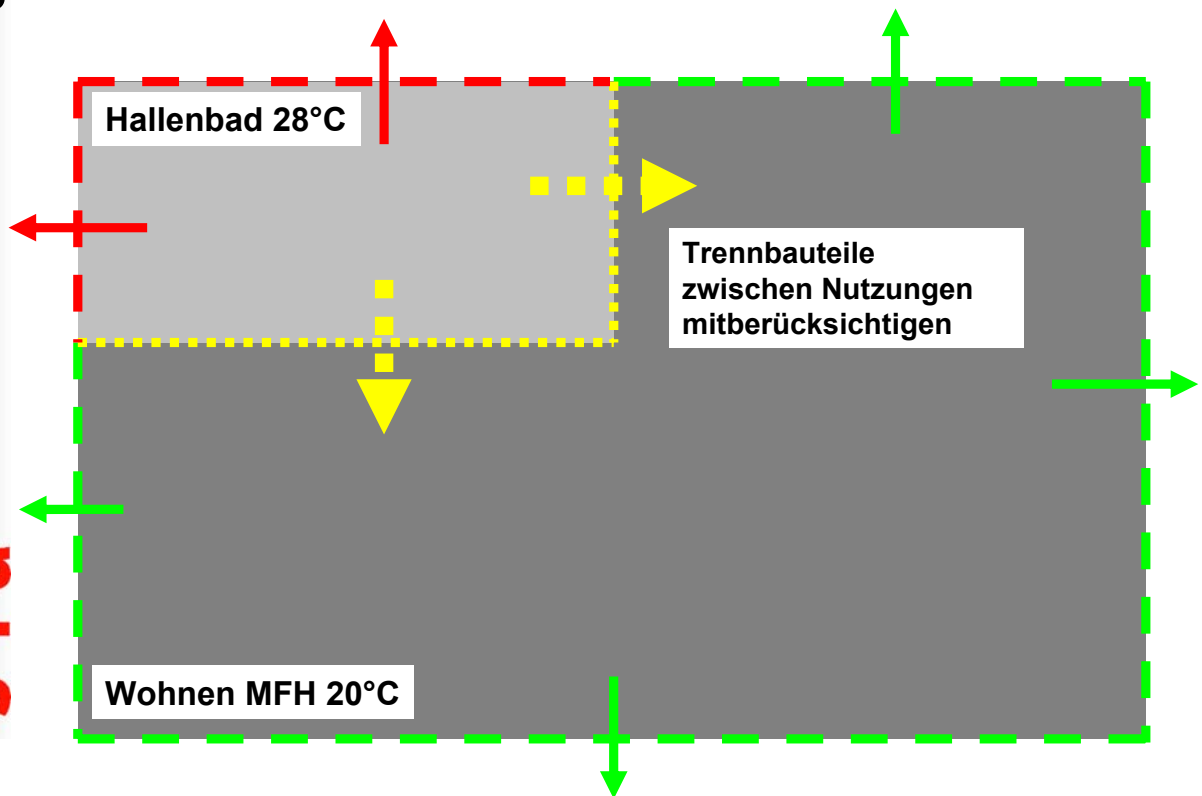 Hallenbad 28°C
Trennbauteile
zwischen Nutzungen
mitberücksichtigen
Wohnen MFH 20°C